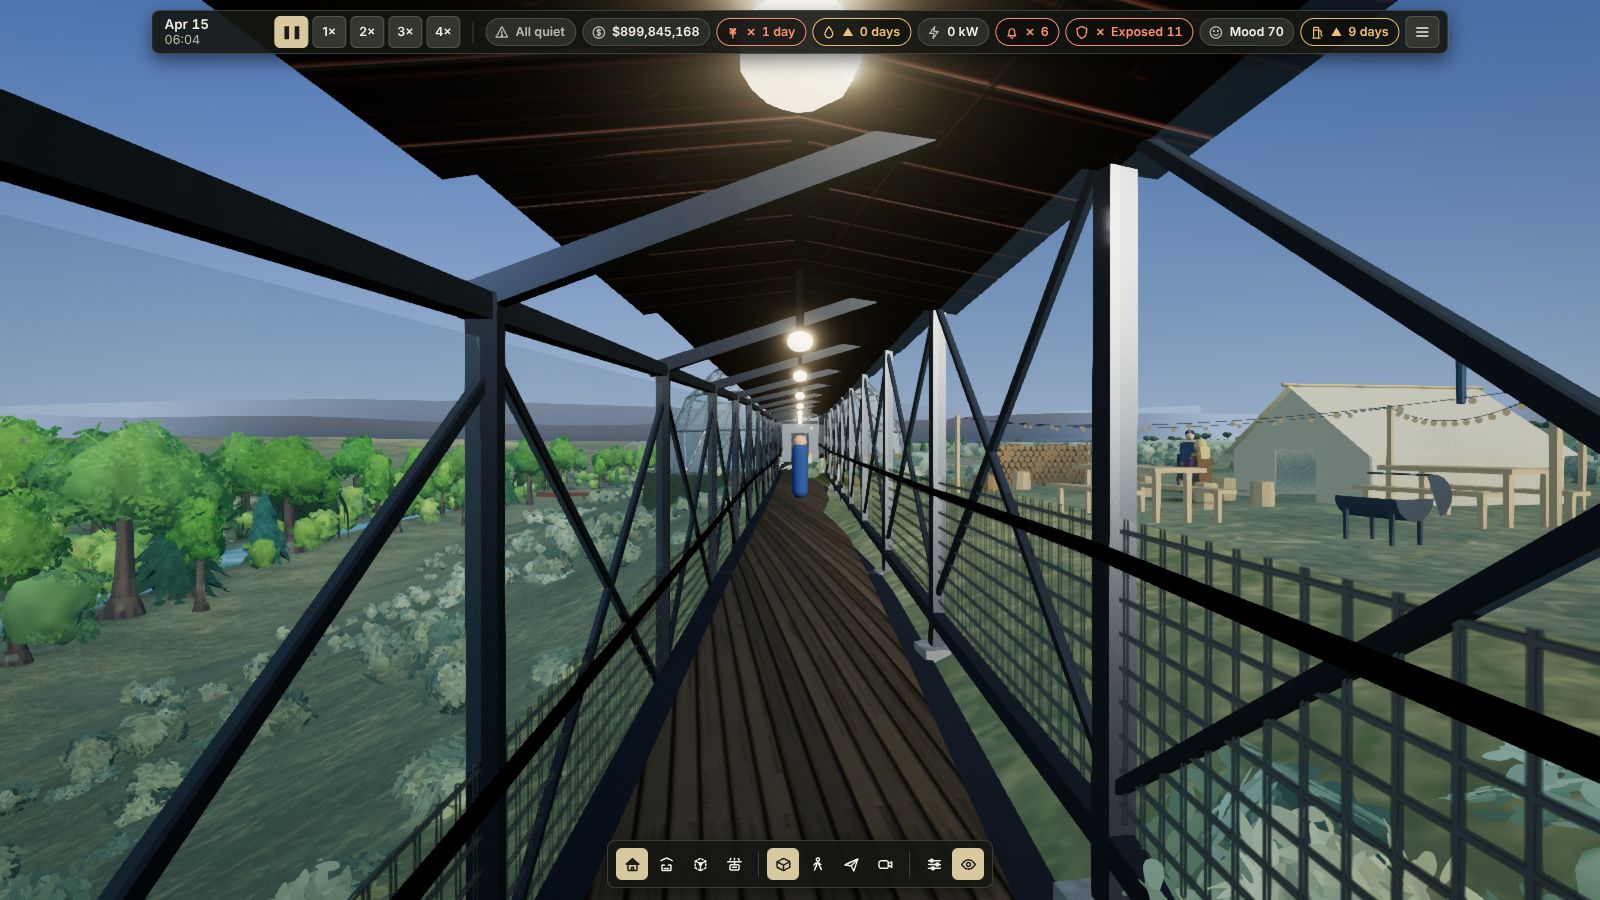 Apr 15
06:04
1×
2×
3×
4×
All quiet
$899,845,168
× 1 day
▲ 0 days
0 kW
× 6
× Exposed 11
Mood 70
▲ 9 days